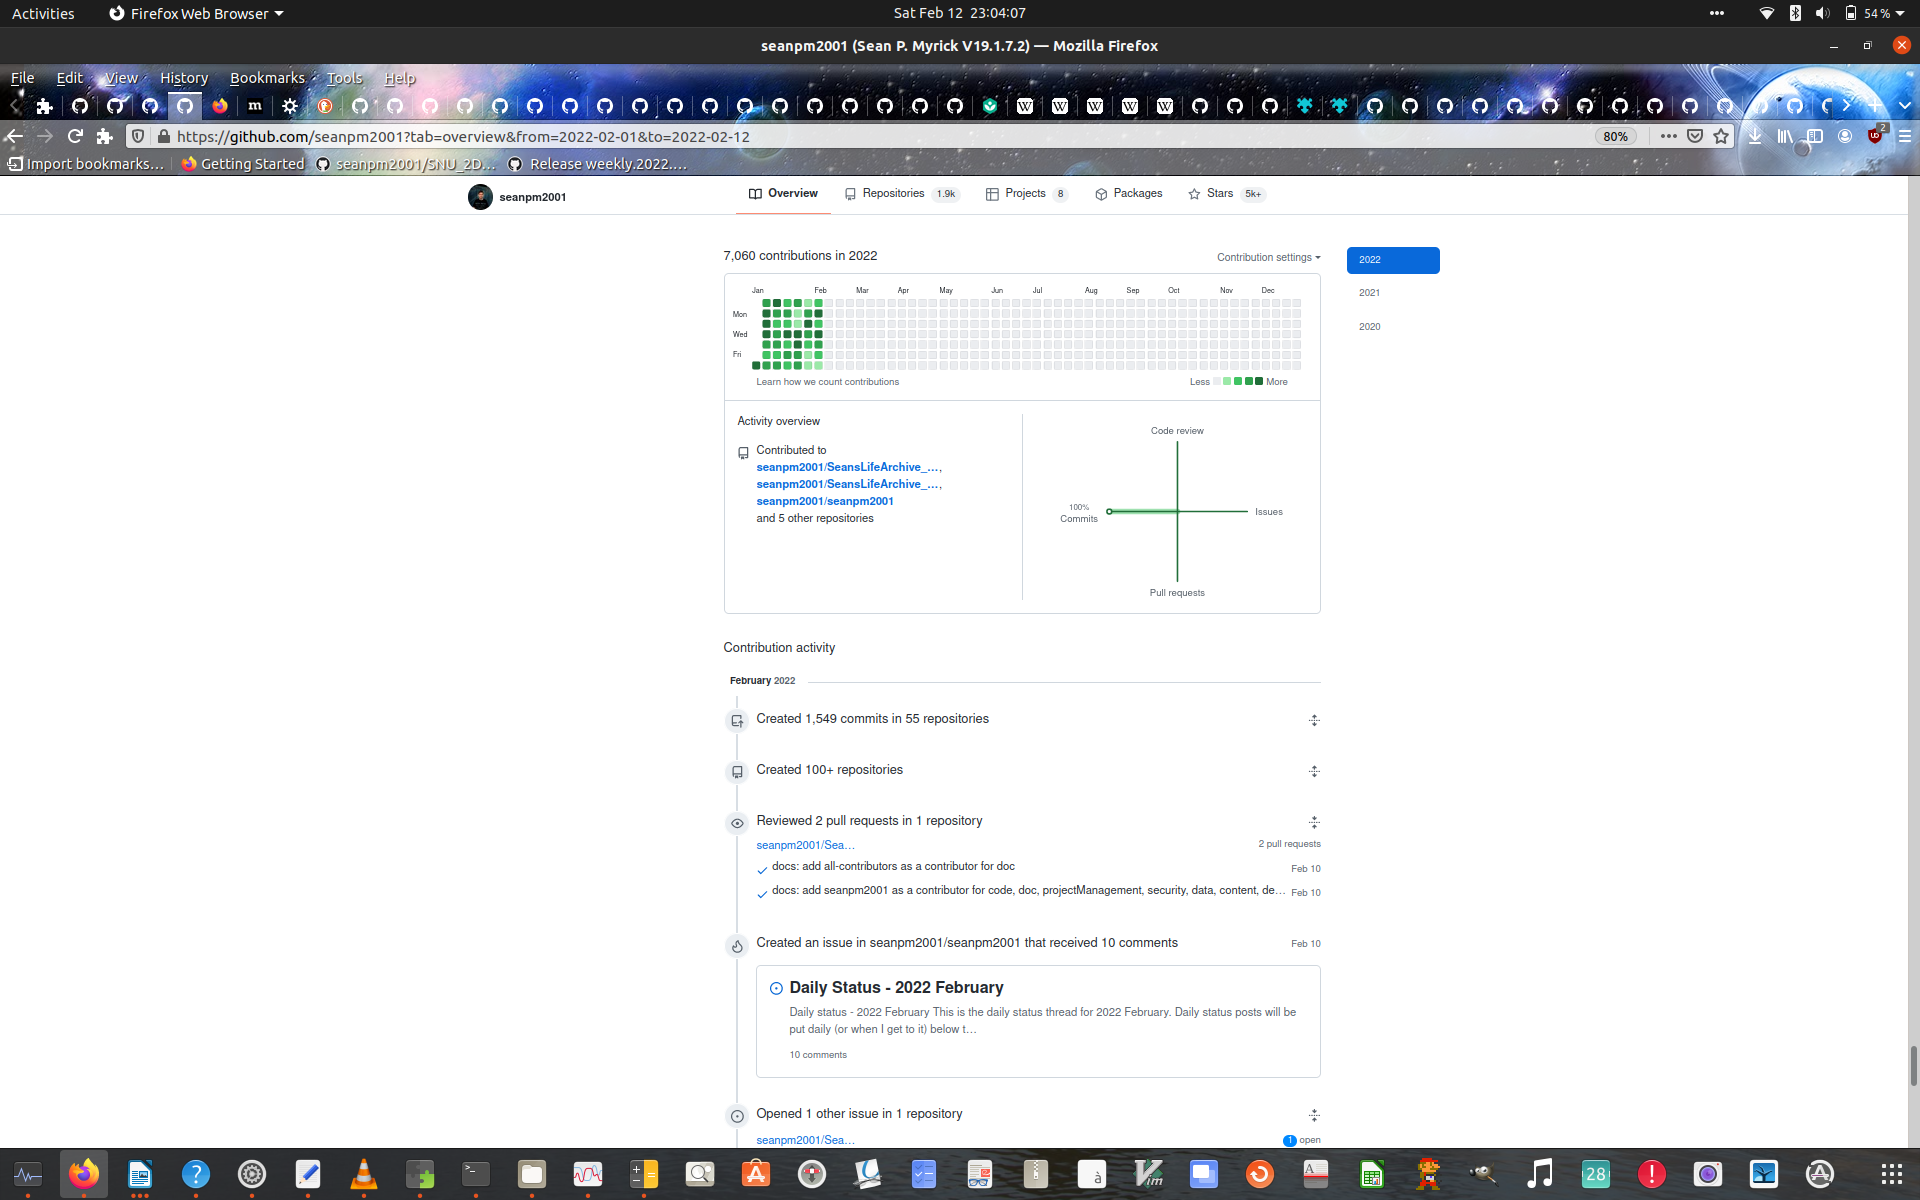 Activities
Firefox Web Browser
Sat Feb 12 23:04:07
54 %
seanpm2001 (Sean P. Myrick V19.1.7.2) — Mozilla Firefox
File Edit View History Bookmarks Tools Help
https://github.com/seanpm2001?tab=overview&from=2022-02-01&to=2022-02-12
80%
2
Import bookmarks...
Getting Started
seanpm2001/SNU_2D...
Release weekly.2022....
seanpm2001
Overview
Repositories 1.9k
Projects 8
Packages
Stars 5k+
7,060 contributions in 2022
Contribution settings
2022
2021
2020
Jan Feb Mar Apr May Jun Jul Aug Sep Oct Nov Dec
Mon
Wed
Fri
Learn how we count contributions
Less More
Activity overview
Contributed to
seanpm2001/SeansLifeArchive_...,
seanpm2001/SeansLifeArchive_...,
seanpm2001/seanpm2001
and 5 other repositories
Code review
100%
Commits
Issues
Pull requests
Contribution activity
February 2022
Created 1,549 commits in 55 repositories
Created 100+ repositories
Reviewed 2 pull requests in 1 repository
seanpm2001/Sea...
2 pull requests
docs: add all-contributors as a contributor for doc
Feb 10
docs: add seanpm2001 as a contributor for code, doc, projectManagement, security, data, content, de...
Feb 10
Created an issue in seanpm2001/seanpm2001 that received 10 comments
Feb 10
Daily Status - 2022 February
Daily status - 2022 February This is the daily status thread for 2022 February. Daily status posts will be
put daily (or when I get to it) below t...
10 comments
Opened 1 other issue in 1 repository
seanpm2001/Sea...
1 open
28